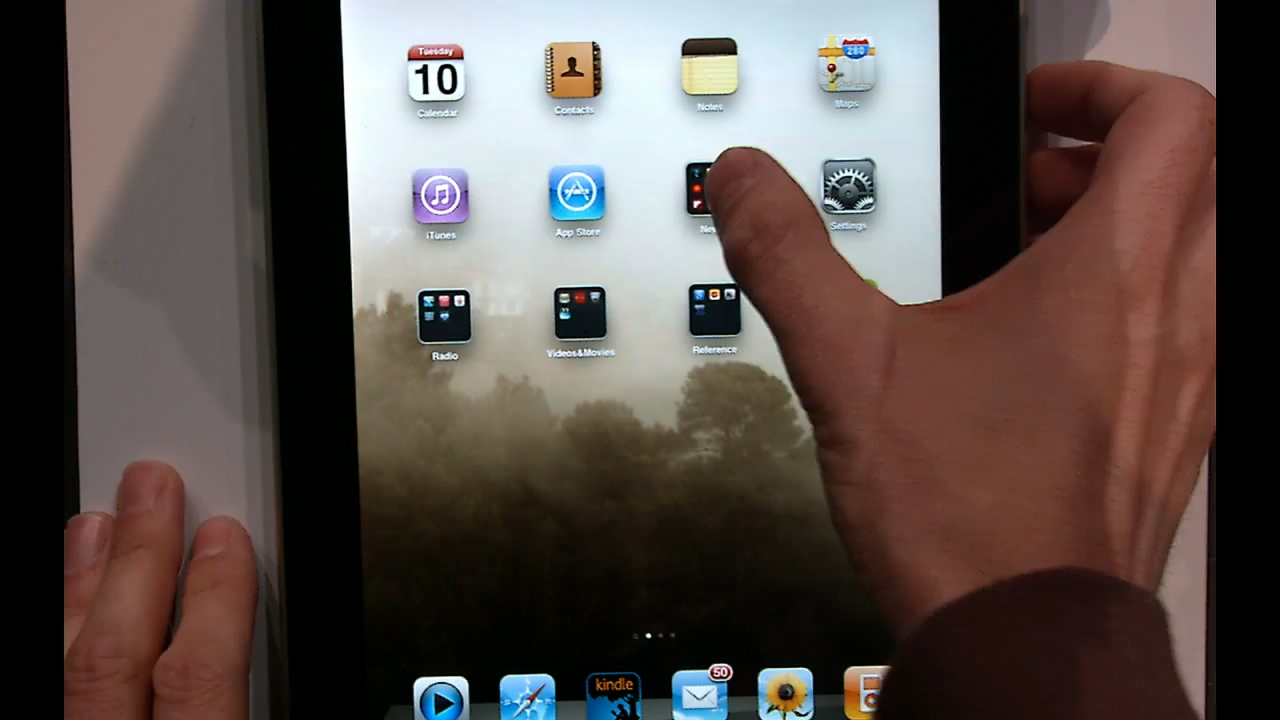 Tuesday
10
Calendar
Contacts
Notes
280
Maps
iTunes
App Store
Settings
Radio
Videos&Movies
Reference
kindle
50